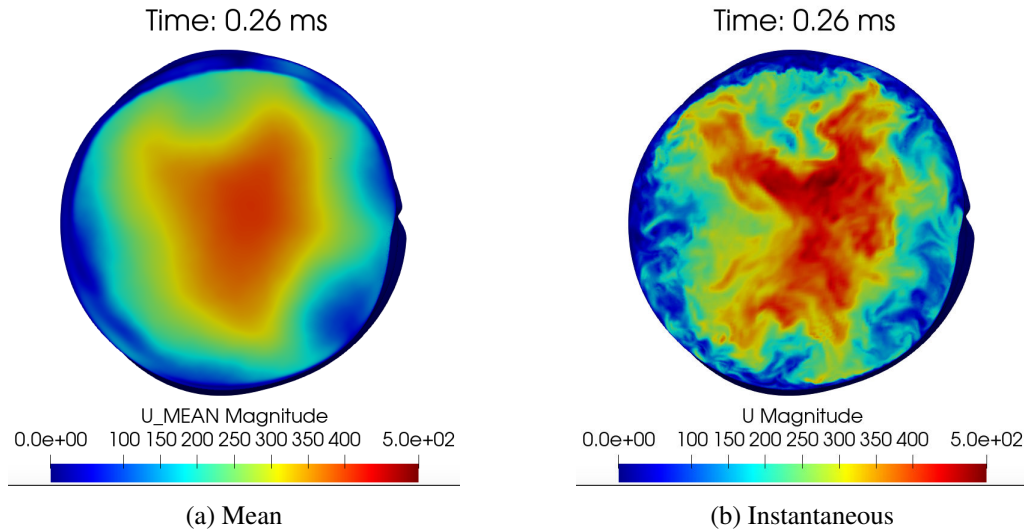 Time: 0.26 ms
U_MEAN Magnitude
0.0e+00 100 150 200 250 300 350 400 5.0e+02
(a) Mean
Time: 0.26 ms
U Magnitude
0.0e+00 100 150 200 250 300 350 400 5.0e+02
(b) Instantaneous